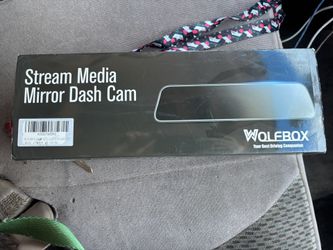 Stream Media
Mirror Dash Cam
WOLFBOX
Your Best Driving Companion